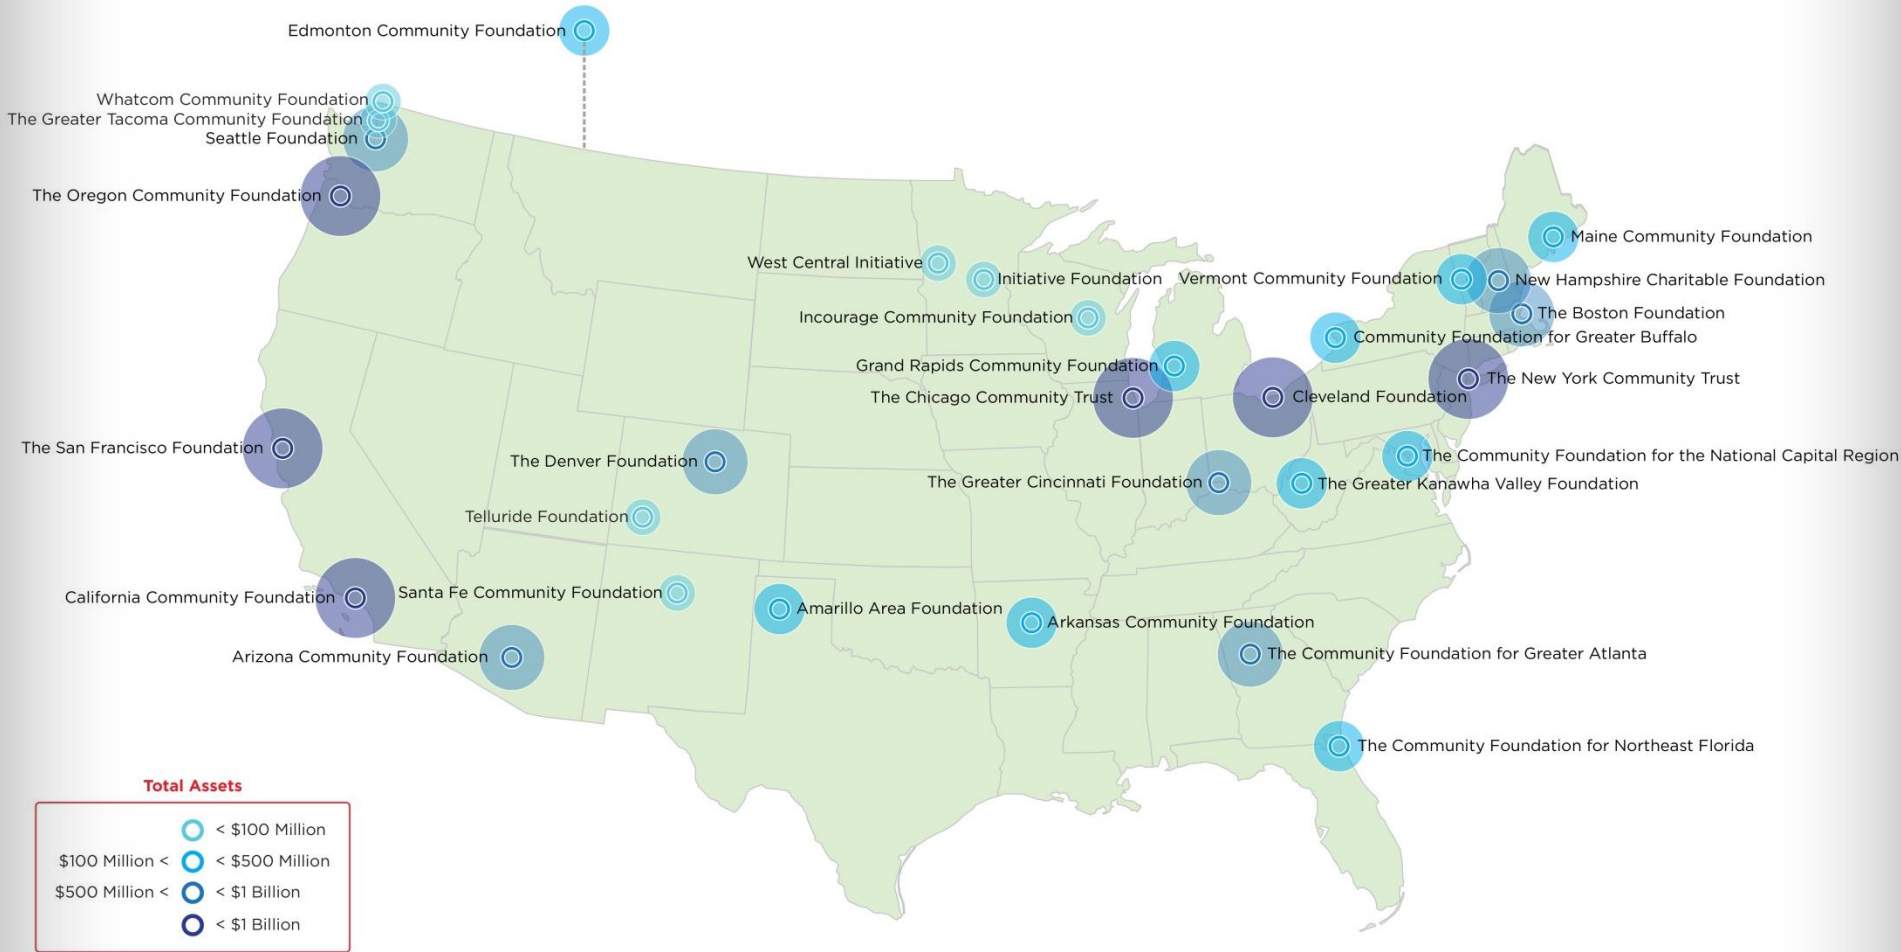 Edmonton Community Foundation
Whatcom Community Foundation
The Greater Tacoma Community Foundation
Seattle Foundation
The Oregon Community Foundation
Maine Community Foundation
West Central Initiative
Initiative Foundation
Vermont Community Foundation
New Hampshire Charitable Foundation
Incourage Community Foundation
The Boston Foundation
Community Foundation for Greater Buffalo
Grand Rapids Community Foundation
The New York Community Trust
The Chicago Community Trust
Cleveland Foundation
The San Francisco Foundation
The Denver Foundation
The Community Foundation for the National Capital Region
The Greater Cincinnati Foundation
The Greater Kanawha Valley Foundation
Telluride Foundation
California Community Foundation
Santa Fe Community Foundation
Amarillo Area Foundation
Arkansas Community Foundation
Arizona Community Foundation
The Community Foundation for Greater Atlanta
The Community Foundation for Northeast Florida
Total Assets
< $100 Million
$100 Million < < $500 Million
$500 Million < < $1 Billion
< $1 Billion